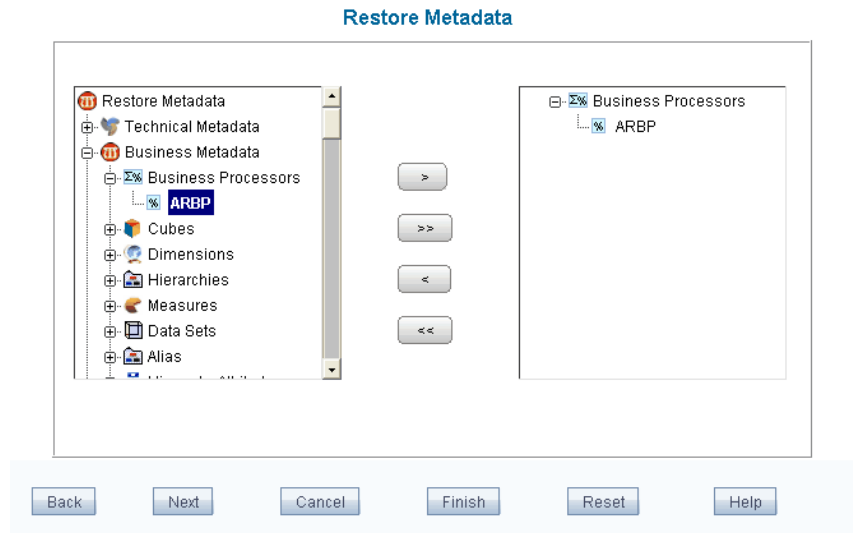 Restore Metadata
Restore Metadata
Technical Metadata
Business Metadata
Business Processors
ARBP
Cubes
Dimensions
Hierarchies
Measures
Data Sets
Alias
>
>>
<
<<
Σ% Business Processors
% ARBP
Back Next Cancel Finish Reset Help